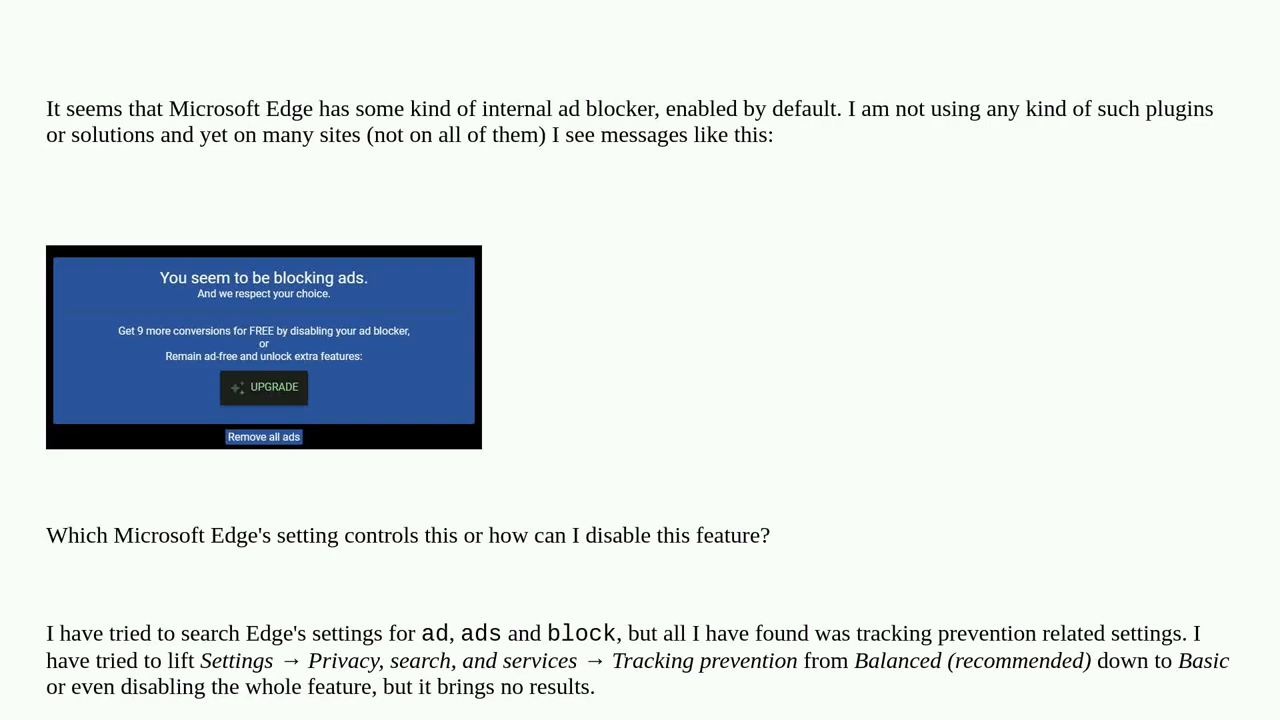 It seems that Microsoft Edge has some kind of internal ad blocker, enabled by default. I am not using any kind of such plugins
or solutions and yet on many sites (not on all of them) I see messages like this:
You seem to be blocking ads.
And we respect your choice.
Get 9 more conversions for FREE by disabling your ad blocker,
or
Remain ad-free and unlock extra features:
UPGRADE
Remove all ads
Which Microsoft Edge's setting controls this or how can I disable this feature?
I have tried to search Edge's settings for ad, ads and block, but all I have found was tracking prevention related settings. I
have tried to lift Settings → Privacy, search, and services → Tracking prevention from Balanced (recommended) down to Basic
or even disabling the whole feature, but it brings no results.